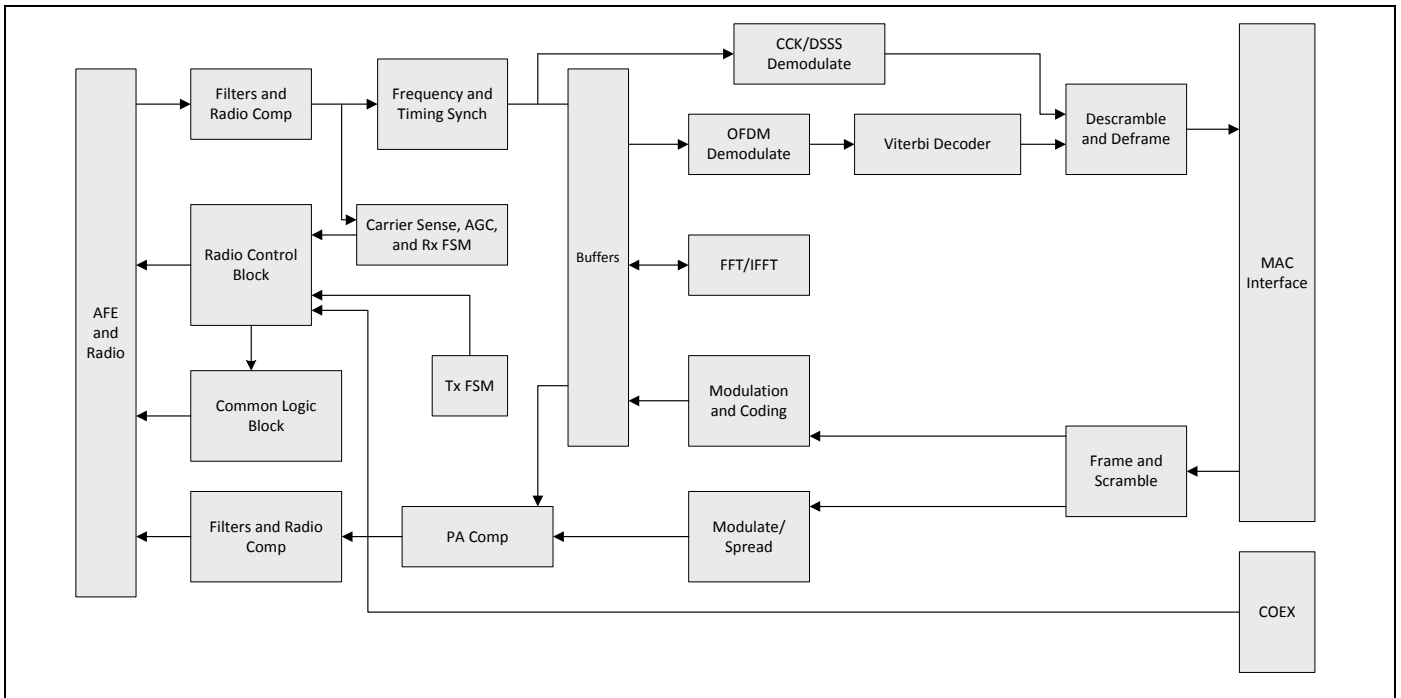 CCK/DSSS
Demodulate
Filters and
Radio Comp
Frequency and
Timing Synch
OFDM
Demodulate
Viterbi Decoder
Descramble
and Deframe
Carrier Sense, AGC,
and Rx FSM
Radio Control
Block
Buffers
FFT/IFFT
MAC
Interface
AFE
and
Radio
Tx FSM
Common Logic
Block
Modulation
and Coding
Frame and
Scramble
Filters and Radio
Comp
PA Comp
Modulate/
Spread
COEX